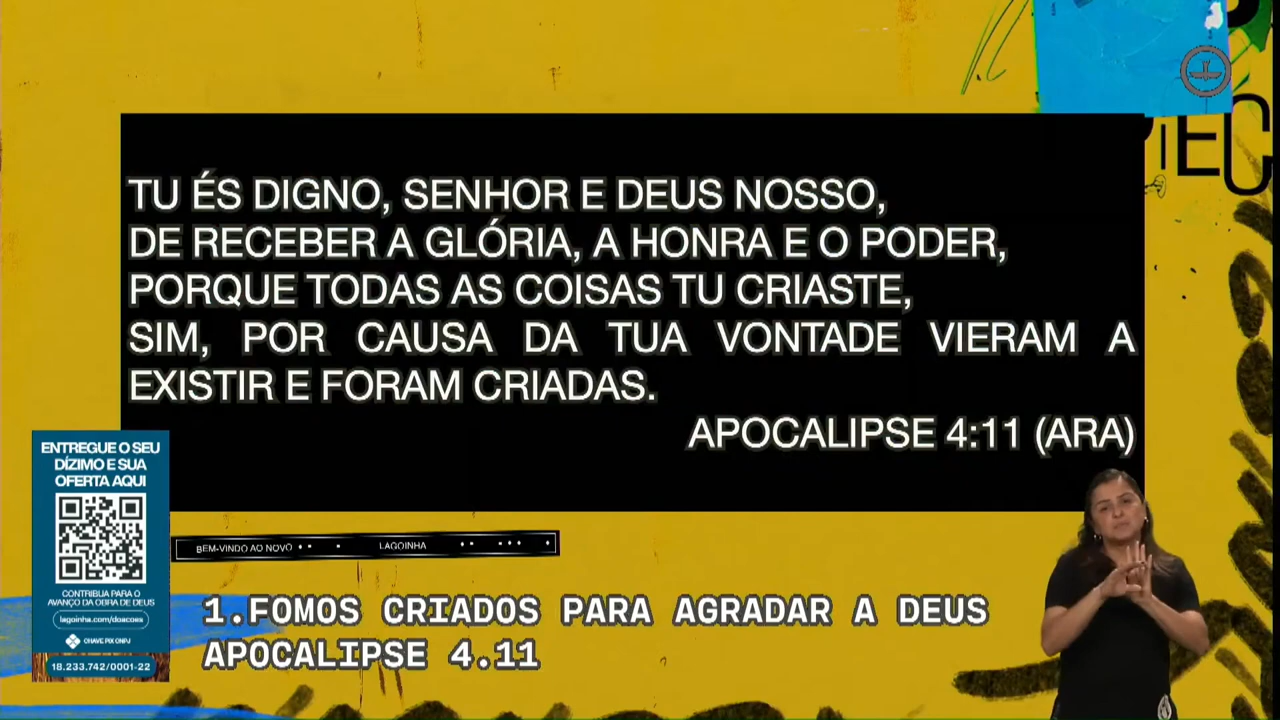 TU ÉS DIGNO, SENHOR E DEUS NOSSO,
DE RECEBER A GLÓRIA, A HONRA E O PODER,
PORQUE TODAS AS COISAS TU CRIASTE,
SIM, POR CAUSA DA TUA VONTADE VIERAM A
EXISTIR E FORAM CRIADAS.
APOCALIPSE 4:11 (ARA)
ENTREGUE O SEU
DÍZIMO E SUA
OFERTA AQUI
CONTRIBUA PARA O
AVANÇO DA OBRA DE DEUS
lagoinha.com/doacoes
CHAVE PIX CNPJ
18.233.742/0001-22
BEM-VINDO AO NOVO
LAGOINHA
1.FOMOS CRIADOS PARA AGRADAR A DEUS
APOCALIPSE 4.11